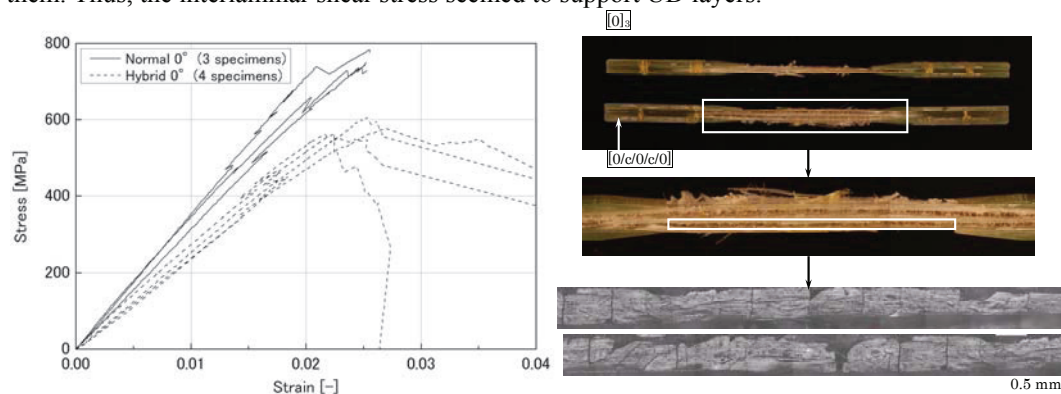 them. Thus, the interlaminar shear stress seemed to support UD layers.
[0]₃
Normal 0° (3 specimens)
Hybrid 0° (4 specimens)
800
600
400
200
0
Stress [MPa]
0.00
0.01
0.02
0.03
0.04
Strain [-]
[0/c/0/c/0]
0.5 mm